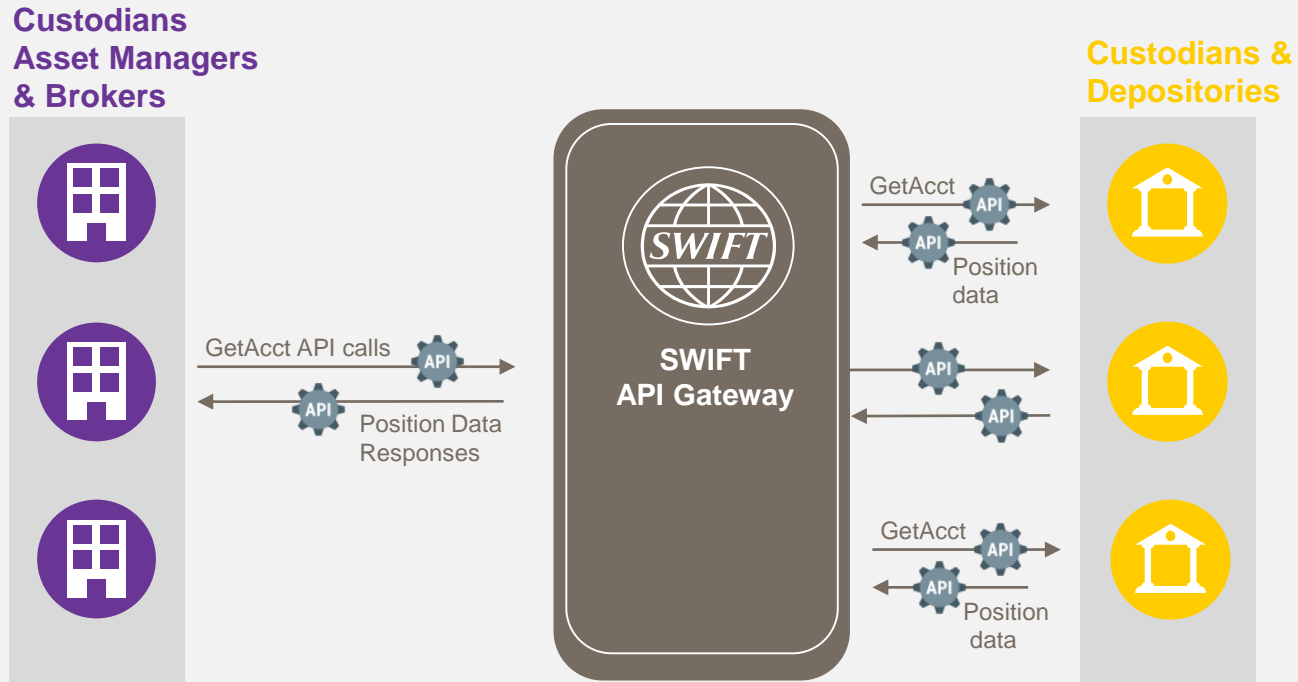 Custodians
Asset Managers
& Brokers
Custodians &
Depositories
GetAcct API calls
API
API
Position Data
Responses
SWIFT
SWIFT
API Gateway
GetAcct
API
API
Position
data
API
API
GetAcct
API
API
Position
data